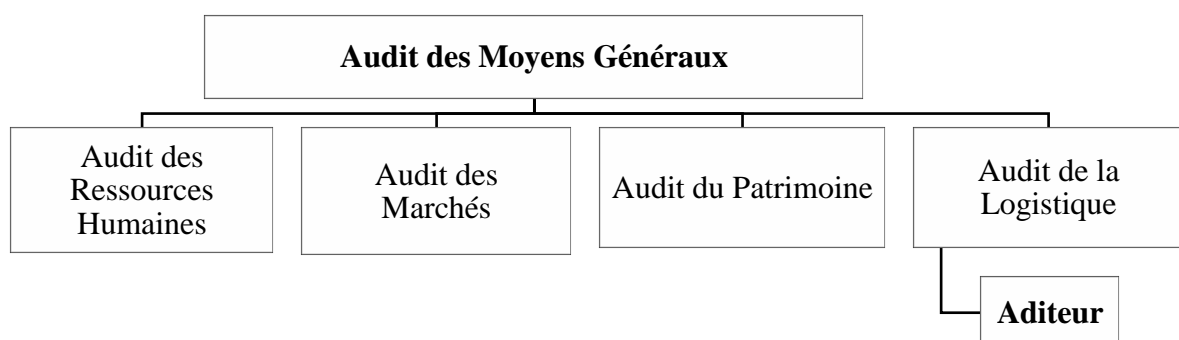 Audit des Moyens Généraux
Audit des
Ressources
Humaines
Audit des
Marchés
Audit du Patrimoine
Audit de la
Logistique
Aditeur